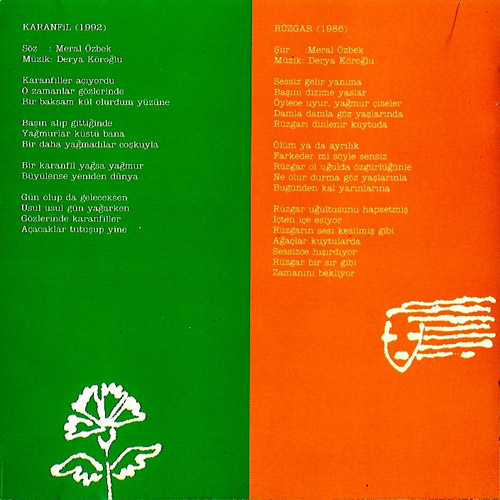 KARANFİL (1992)
Söz : Meral Özbek
Müzik: Derya Köroğlu
Karanfiller açıyordu
O zamanlar gözlerinde
Bir baksam kül olurdum yüzüne
Başın alıp gittiğinde
Yağmurlar küstü bana
Bir daha yağmadılar coşkuyla
Bir karanfil yağsa yağmur
Büyülense yeniden dünya
Gün olup da geleceksen
Usul usul gün yağarken
Gözlerinde karanfiller
Açacaklar tutuşup yine
RÜZGAR (1986)
Şiir :Meral Özbek
Müzik: Derya Köroğlu
Sessiz gelir yanıma
Başını dizime yaslar
Öylece uyur, yağmur çiseler
Damla damla göz yaşlarında
Rüzgarı dinlenir kuytuda
Ölüm ya da ayrılık
Farkeder mi söyle sensiz
Rüzgar ol uğulda özgürlüğünle
Ne olur durma göz yaşlarınla
Bugünden kal yarınlarına
Rüzgar uğultusunu hapsetmiş
İçten içe esiyor
Rüzgarın sesi kesilmiş gibi
Ağaçlar kuytularda
Sessizce hışırdıyor
Rüzgar bir sır gibi
Zamanını bekliyor